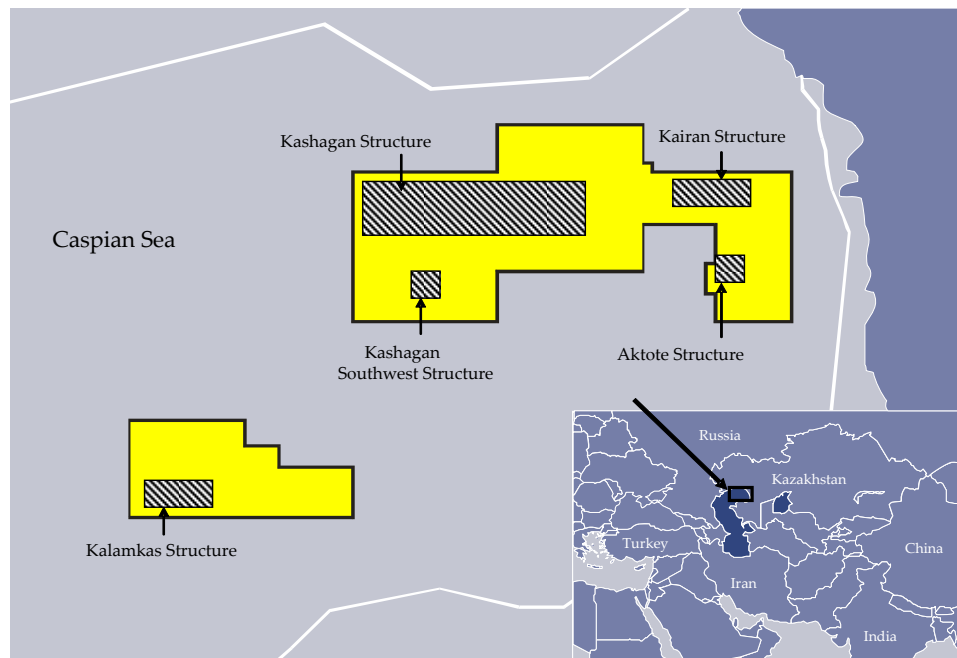 Kashagan Structure
Kairan Structure
Caspian Sea
Kashagan
Southwest Structure
Aktote Structure
Kalamkas Structure
Russia
Kazakhstan
Turkey
China
Iran
India